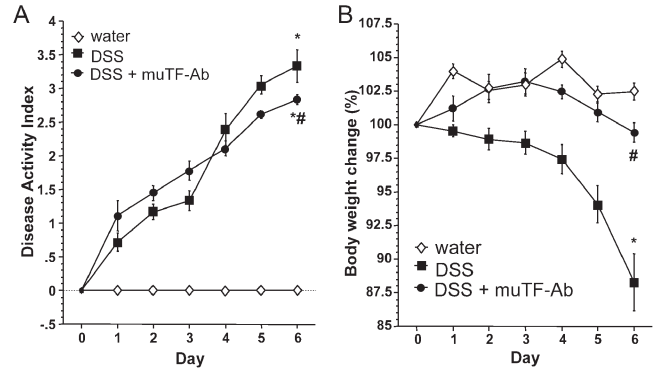 A
Disease Activity Index
4
3.5
3
2.5
2
1.5
1
.5
0
-.5
water
DSS
DSS + muTF-Ab
*
*#
0 1 2 3 4 5 6
Day
B
Body weight change (%)
107.5
105
102.5
100
97.5
95
92.5
90
87.5
85
#
*
water
DSS
DSS + muTF-Ab
0 1 2 3 4 5 6
Day